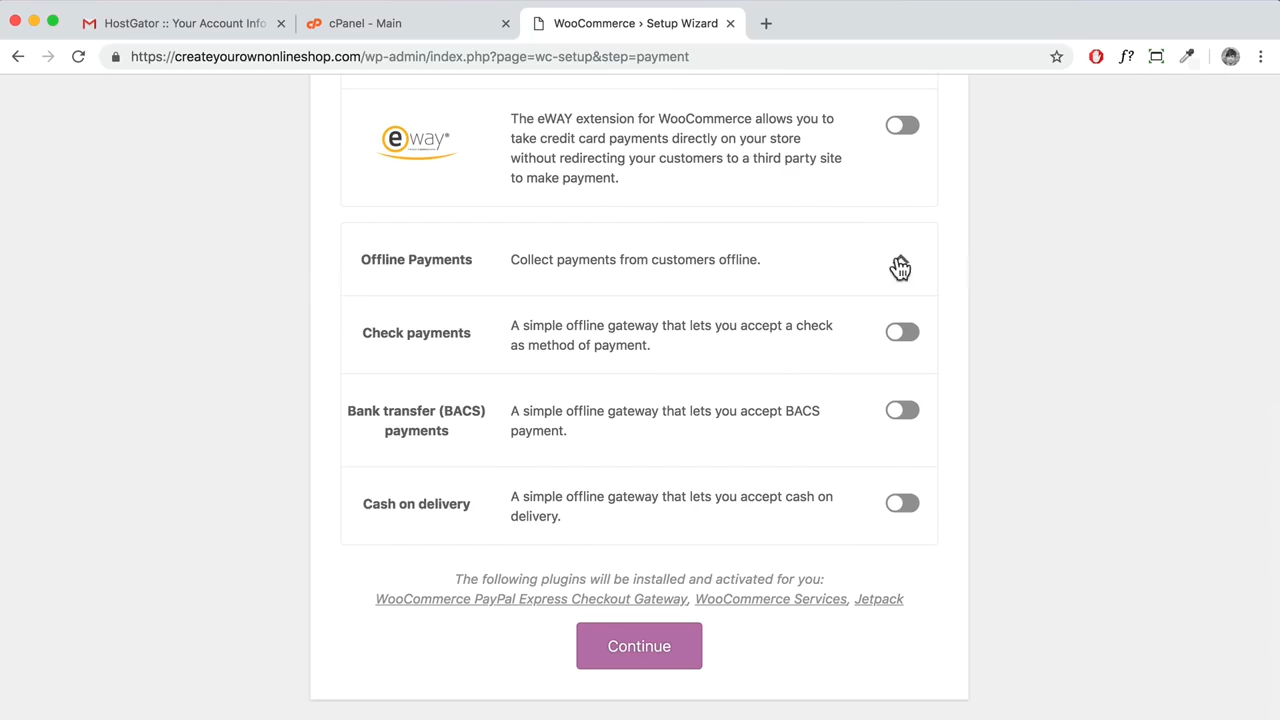 HostGator :: Your Account Info
cPanel - Main
WooCommerce › Setup Wizard
https://createyourownonlineshop.com/wp-admin/index.php?page=wc-setup&step=payment
f?
eway
The eWAY extension for WooCommerce allows you to
take credit card payments directly on your store
without redirecting your customers to a third party site
to make payment.
Offline Payments
Collect payments from customers offline.
Check payments
A simple offline gateway that lets you accept a check
as method of payment.
Bank transfer (BACS)
payments
A simple offline gateway that lets you accept BACS
payment.
Cash on delivery
A simple offline gateway that lets you accept cash on
delivery.
The following plugins will be installed and activated for you:
WooCommerce PayPal Express Checkout Gateway, WooCommerce Services, Jetpack
Continue